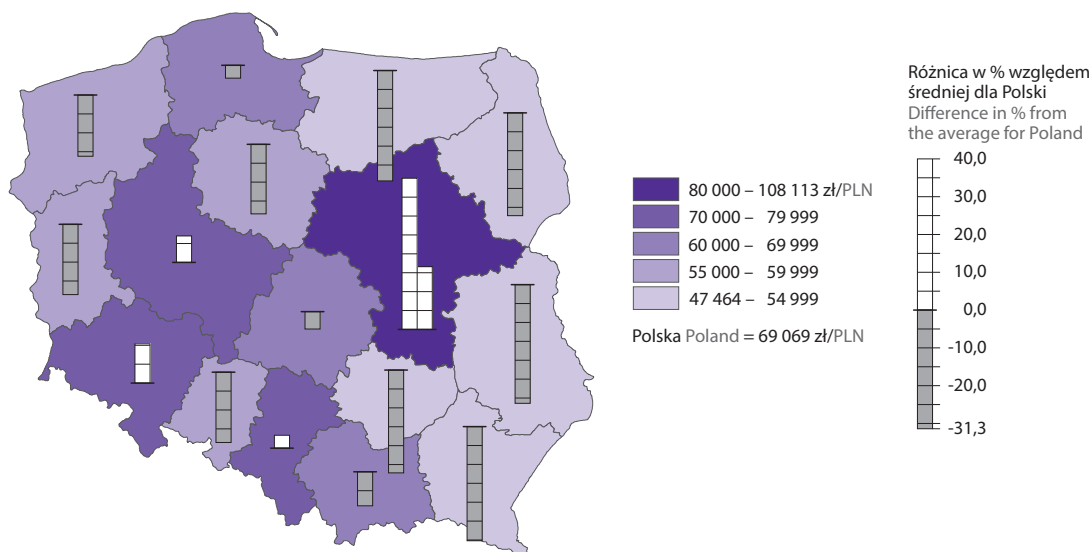 Różnica w % względem
średniej dla Polski
Difference in % from
the average for Poland
40,0
30,0
20,0
10,0
0,0
-10,0
-20,0
-31,3
80 000 – 108 113 zł/PLN
70 000 – 79 999
60 000 – 69 999
55 000 – 59 999
47 464 – 54 999
Polska Poland = 69 069 zł/PLN